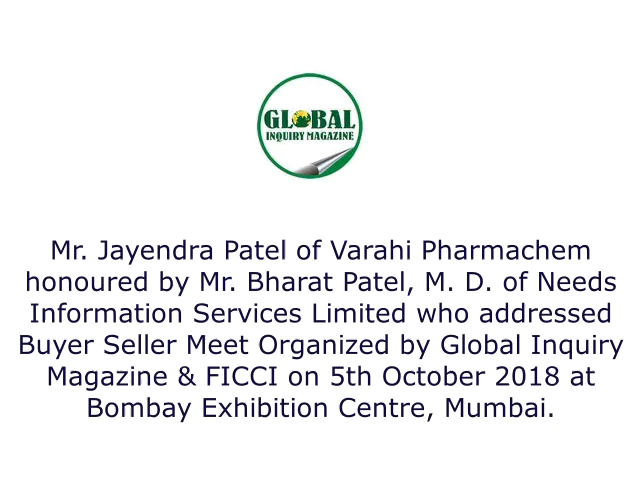 GLOBAL
INQUIRY MAGAZINE
Mr. Jayendra Patel of Varahi Pharmachem
honoured by Mr. Bharat Patel, M. D. of Needs
Information Services Limited who addressed
Buyer Seller Meet Organized by Global Inquiry
Magazine & FICCI on 5th October 2018 at
Bombay Exhibition Centre, Mumbai.